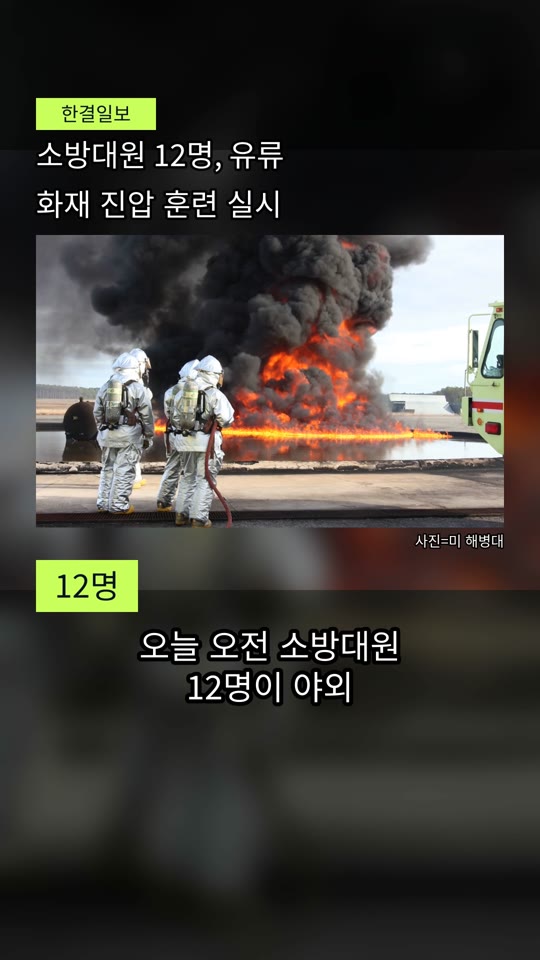 한결일보
소방대원 12명, 유류
화재 진압 훈련 실시
사진=미 해병대
12명
오늘 오전 소방대원
12명이 야외